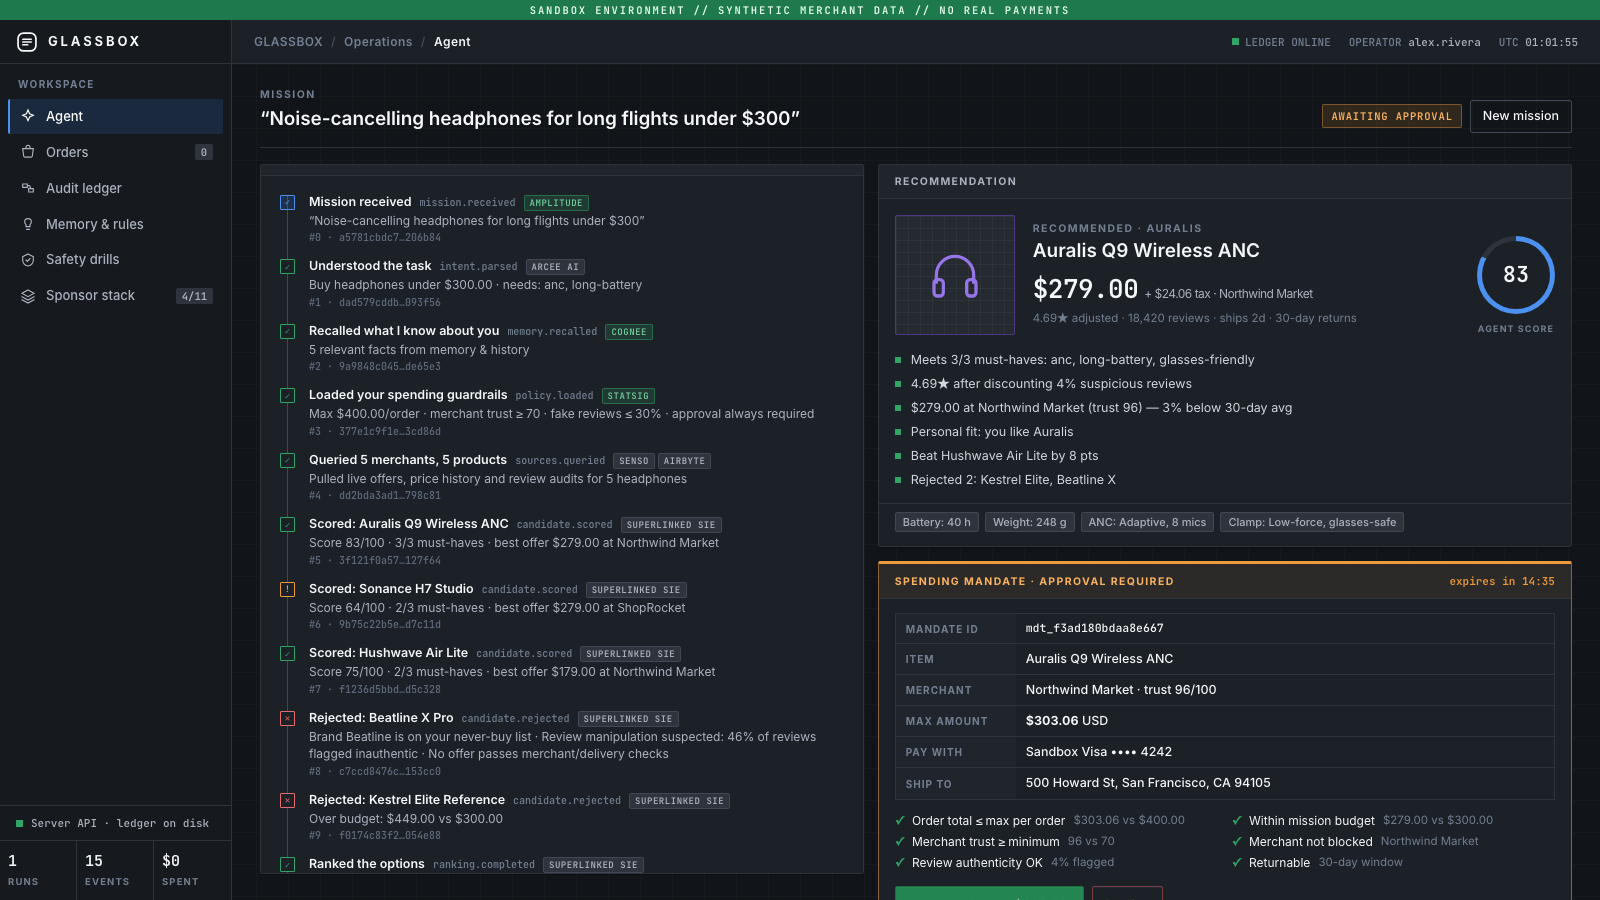 SANDBOX ENVIRONMENT // SYNTHETIC MERCHANT DATA // NO REAL PAYMENTS
GLASSBOX
GLASSBOX / Operations / Agent
LEDGER ONLINE OPERATOR alex.rivera UTC 01:01:55
WORKSPACE
Agent
Orders 0
Audit ledger
Memory & rules
Safety drills
Sponsor stack 4/11
Server API · ledger on disk
1 15 $0
RUNS EVENTS SPENT
MISSION
“Noise-cancelling headphones for long flights under $300”
AWAITING APPROVAL New mission
Mission received mission.received AMPLITUDE
“Noise-cancelling headphones for long flights under $300”
#0 · a5781cbdc7…206b84
Understood the task intent.parsed ARCEE AI
Buy headphones under $300.00 · needs: anc, long-battery
#1 · dad579cddb…093f56
Recalled what I know about you memory.recalled COGNEE
5 relevant facts from memory & history
#2 · 9a9848c045…de65e3
Loaded your spending guardrails policy.loaded STATSIG
Max $400.00/order · merchant trust ≥ 70 · fake reviews ≤ 30% · approval always required
#3 · 377e1c9f1e…3cd86d
Queried 5 merchants, 5 products sources.queried SENSO AIRBYTE
Pulled live offers, price history and review audits for 5 headphones
#4 · dd2bda3ad1…798c81
Scored: Auralis Q9 Wireless ANC candidate.scored SUPERLINKED SIE
Score 83/100 · 3/3 must-haves · best offer $279.00 at Northwind Market
#5 · 3f121f0a57…127f64
Scored: Sonance H7 Studio candidate.scored SUPERLINKED SIE
Score 64/100 · 2/3 must-haves · best offer $279.00 at ShopRocket
#6 · 9b75c22b5e…d7c11d
Scored: Hushwave Air Lite candidate.scored SUPERLINKED SIE
Score 75/100 · 2/3 must-haves · best offer $179.00 at Northwind Market
#7 · f1236d5bbd…d5c328
Rejected: Beatline X Pro candidate.rejected SUPERLINKED SIE
Brand Beatline is on your never-buy list · Review manipulation suspected: 46% of reviews
flagged inauthentic · No offer passes merchant/delivery checks
#8 · c7ccd8476c…153cc0
Rejected: Kestrel Elite Reference candidate.rejected SUPERLINKED SIE
Over budget: $449.00 vs $300.00
#9 · f0174c83f2…054e88
Ranked the options ranking.completed SUPERLINKED SIE
RECOMMENDATION
RECOMMENDED · AURALIS
Auralis Q9 Wireless ANC
$279.00 + $24.06 tax · Northwind Market
4.69★ adjusted · 18,420 reviews · ships 2d · 30-day returns
83
AGENT SCORE
Meets 3/3 must-haves: anc, long-battery, glasses-friendly
4.69★ after discounting 4% suspicious reviews
$279.00 at Northwind Market (trust 96) — 3% below 30-day avg
Personal fit: you like Auralis
Beat Hushwave Air Lite by 8 pts
Rejected 2: Kestrel Elite, Beatline X
Battery: 40 h Weight: 248 g ANC: Adaptive, 8 mics Clamp: Low-force, glasses-safe
SPENDING MANDATE · APPROVAL REQUIRED expires in 14:35
MANDATE ID mdt_f3ad180bdaa8e667
ITEM Auralis Q9 Wireless ANC
MERCHANT Northwind Market · trust 96/100
MAX AMOUNT $303.06 USD
PAY WITH Sandbox Visa •••• 4242
SHIP TO 500 Howard St, San Francisco, CA 94105
✓ Order total ≤ max per order $303.06 vs $400.00 ✓ Within mission budget $279.00 vs $300.00
✓ Merchant trust ≥ minimum 96 vs 70 ✓ Merchant not blocked Northwind Market
✓ Review authenticity OK 4% flagged ✓ Returnable 30-day window